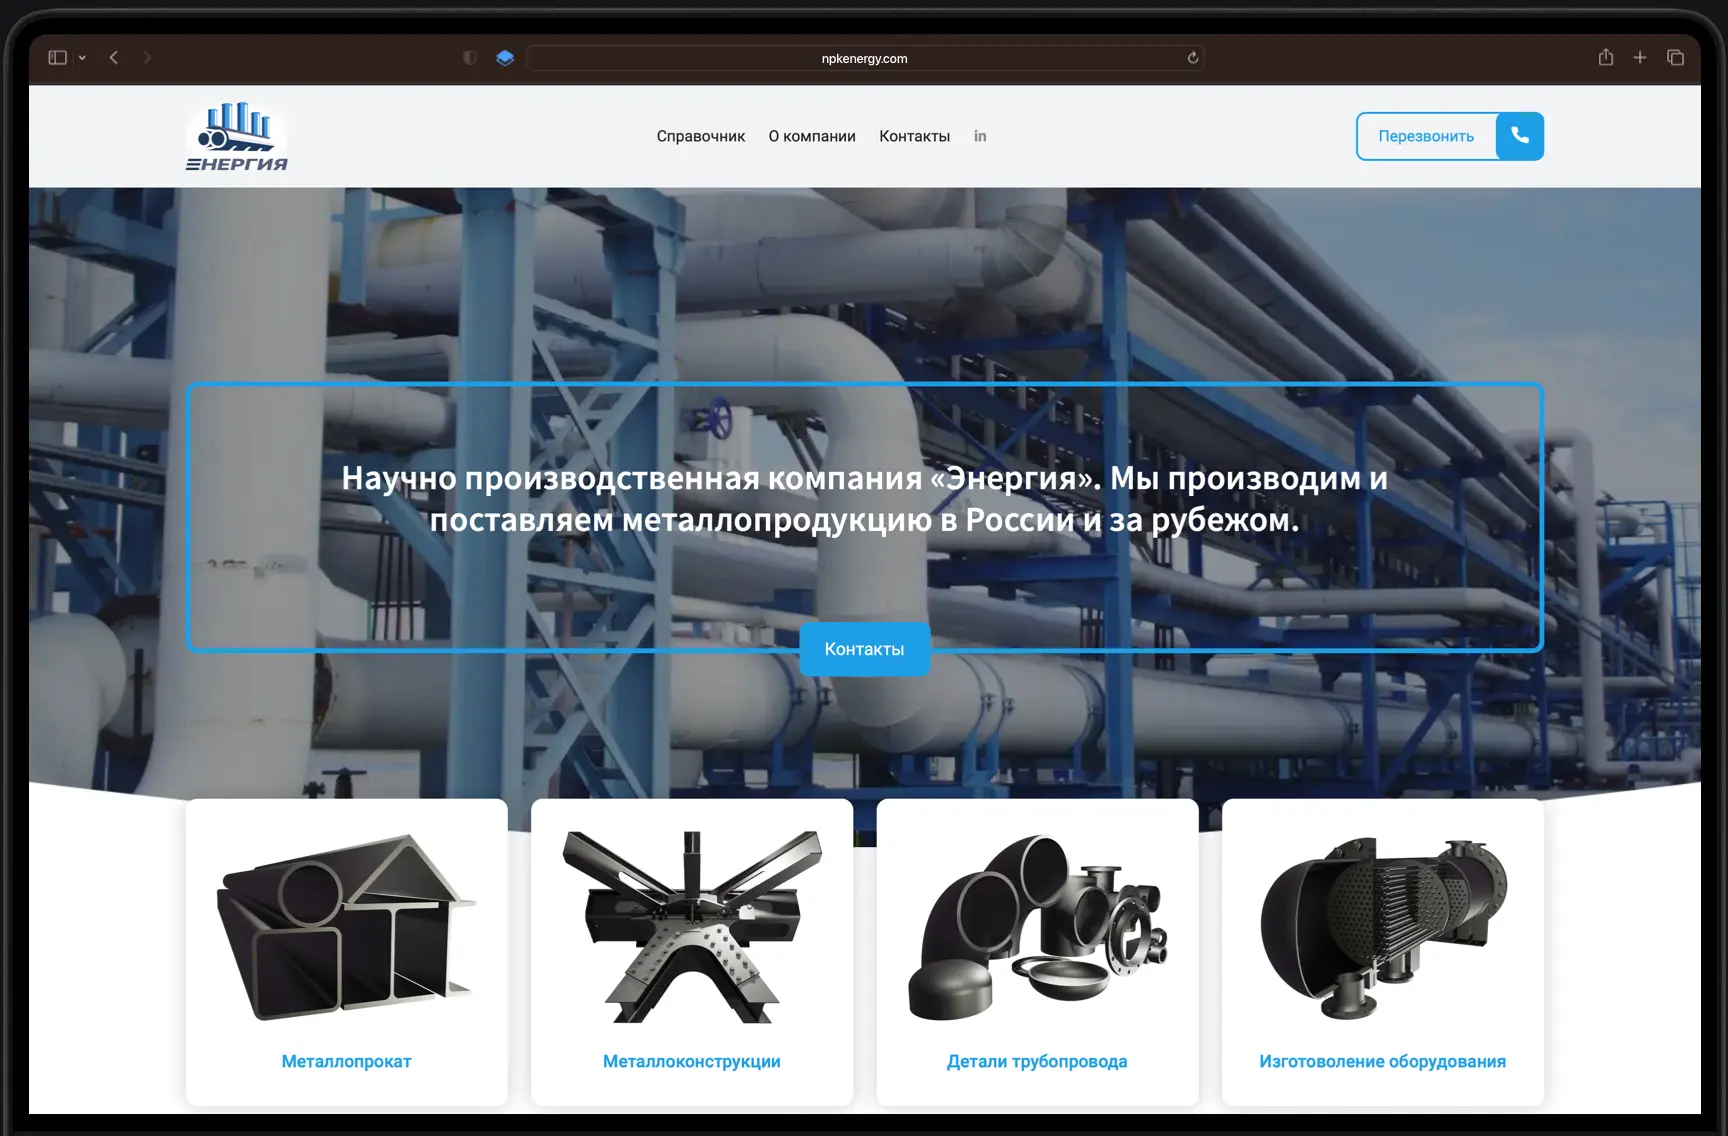 npkenergy.com
ЭНЕРГИЯ
Справочник
О компании
Контакты
in
Перезвонить
Научно производственная компания «Энергия». Мы производим и
поставляем металлопродукцию в России и за рубежом.
Контакты
Металлопрокат
Металлоконструкции
Детали трубопровода
Изготоволение оборудования